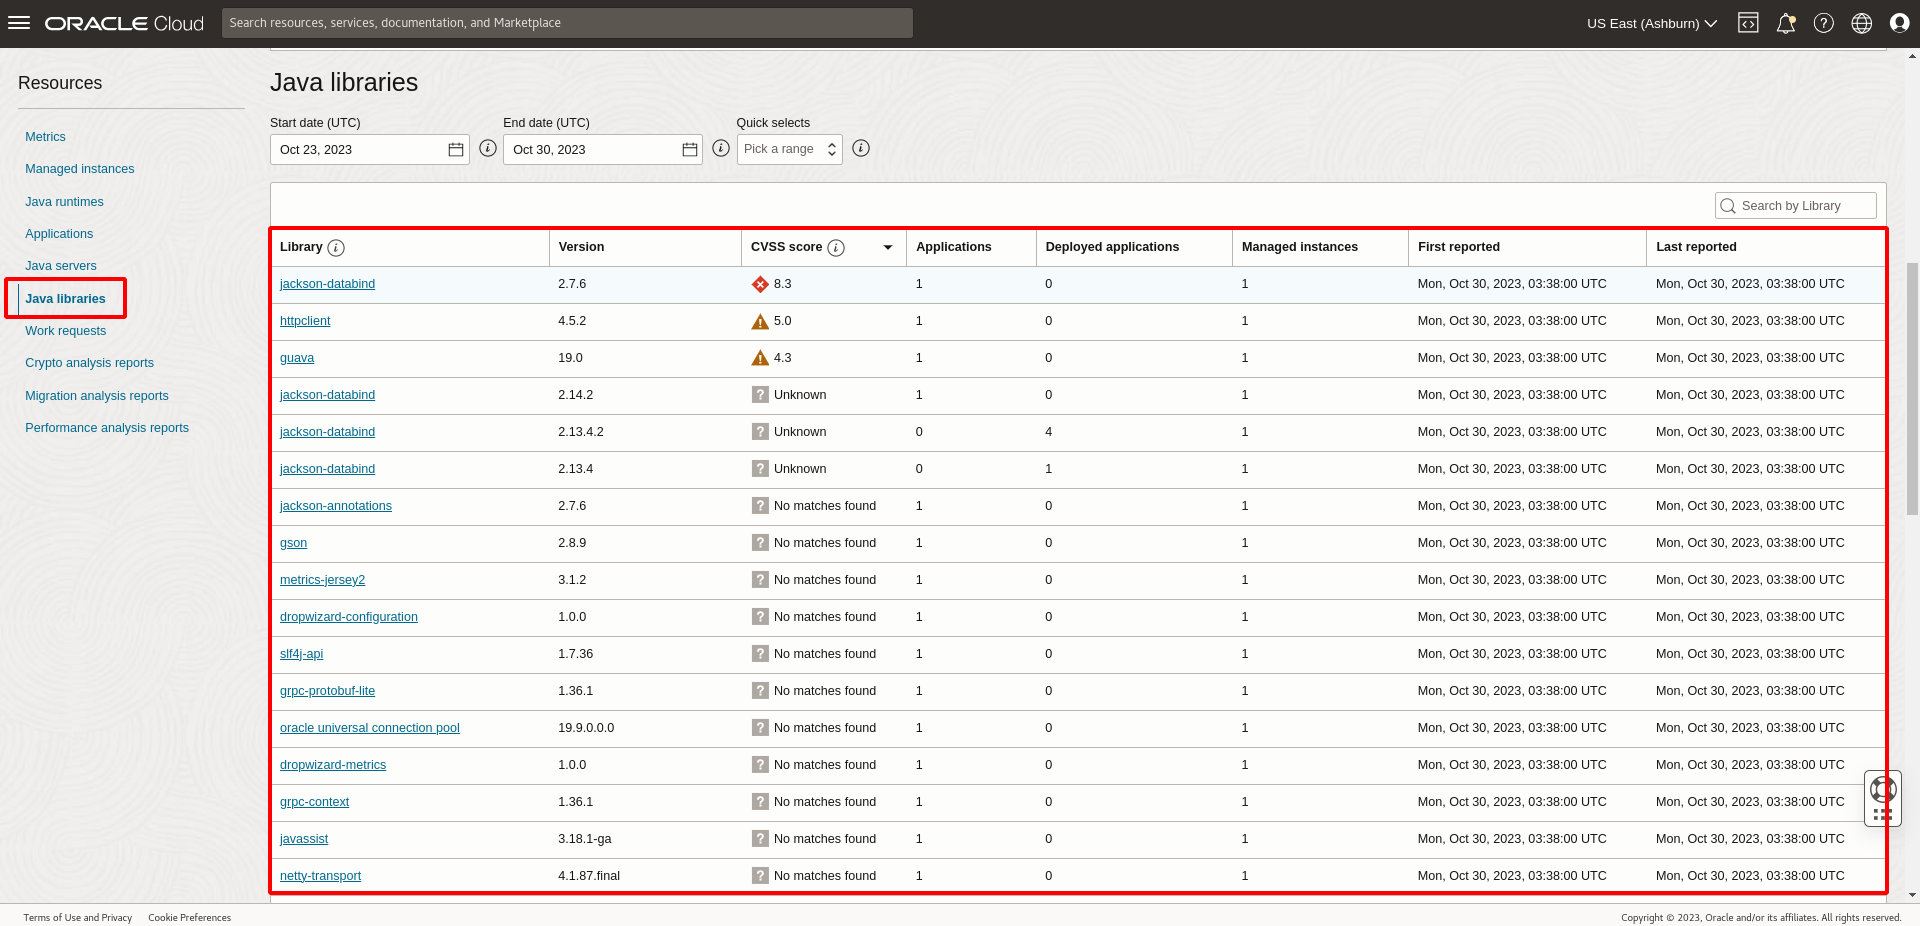 ORACLE Cloud
Search resources, services, documentation, and Marketplace
US East (Ashburn)
Resources
Metrics
Managed instances
Java runtimes
Applications
Java servers
Java libraries
Work requests
Crypto analysis reports
Migration analysis reports
Performance analysis reports
Java libraries
Start date (UTC) End date (UTC) Quick selects
Oct 23, 2023 Oct 30, 2023 Pick a range
Search by Library
Library Version CVSS score Applications Deployed applications Managed instances First reported Last reported
jackson-databind 2.7.6 8.3 1 0 1 Mon, Oct 30, 2023, 03:38:00 UTC Mon, Oct 30, 2023, 03:38:00 UTC
httpclient 4.5.2 5.0 1 0 1 Mon, Oct 30, 2023, 03:38:00 UTC Mon, Oct 30, 2023, 03:38:00 UTC
guava 19.0 4.3 1 0 1 Mon, Oct 30, 2023, 03:38:00 UTC Mon, Oct 30, 2023, 03:38:00 UTC
jackson-databind 2.14.2 ? Unknown 1 0 1 Mon, Oct 30, 2023, 03:38:00 UTC Mon, Oct 30, 2023, 03:38:00 UTC
jackson-databind 2.13.4.2 ? Unknown 0 4 1 Mon, Oct 30, 2023, 03:38:00 UTC Mon, Oct 30, 2023, 03:38:00 UTC
jackson-databind 2.13.4 ? Unknown 0 1 1 Mon, Oct 30, 2023, 03:38:00 UTC Mon, Oct 30, 2023, 03:38:00 UTC
jackson-annotations 2.7.6 ? No matches found 1 0 1 Mon, Oct 30, 2023, 03:38:00 UTC Mon, Oct 30, 2023, 03:38:00 UTC
gson 2.8.9 ? No matches found 1 0 1 Mon, Oct 30, 2023, 03:38:00 UTC Mon, Oct 30, 2023, 03:38:00 UTC
metrics-jersey2 3.1.2 ? No matches found 1 0 1 Mon, Oct 30, 2023, 03:38:00 UTC Mon, Oct 30, 2023, 03:38:00 UTC
dropwizard-configuration 1.0.0 ? No matches found 1 0 1 Mon, Oct 30, 2023, 03:38:00 UTC Mon, Oct 30, 2023, 03:38:00 UTC
slf4j-api 1.7.36 ? No matches found 1 0 1 Mon, Oct 30, 2023, 03:38:00 UTC Mon, Oct 30, 2023, 03:38:00 UTC
grpc-protobuf-lite 1.36.1 ? No matches found 1 0 1 Mon, Oct 30, 2023, 03:38:00 UTC Mon, Oct 30, 2023, 03:38:00 UTC
oracle universal connection pool 19.9.0.0.0 ? No matches found 1 0 1 Mon, Oct 30, 2023, 03:38:00 UTC Mon, Oct 30, 2023, 03:38:00 UTC
dropwizard-metrics 1.0.0 ? No matches found 1 0 1 Mon, Oct 30, 2023, 03:38:00 UTC Mon, Oct 30, 2023, 03:38:00 UTC
grpc-context 1.36.1 ? No matches found 1 0 1 Mon, Oct 30, 2023, 03:38:00 UTC Mon, Oct 30, 2023, 03:38:00 UTC
javassist 3.18.1-ga ? No matches found 1 0 1 Mon, Oct 30, 2023, 03:38:00 UTC Mon, Oct 30, 2023, 03:38:00 UTC
netty-transport 4.1.87.final ? No matches found 1 0 1 Mon, Oct 30, 2023, 03:38:00 UTC Mon, Oct 30, 2023, 03:38:00 UTC
Terms of Use and Privacy Cookie Preferences
Copyright © 2023, Oracle and/or its affiliates. All rights reserved.